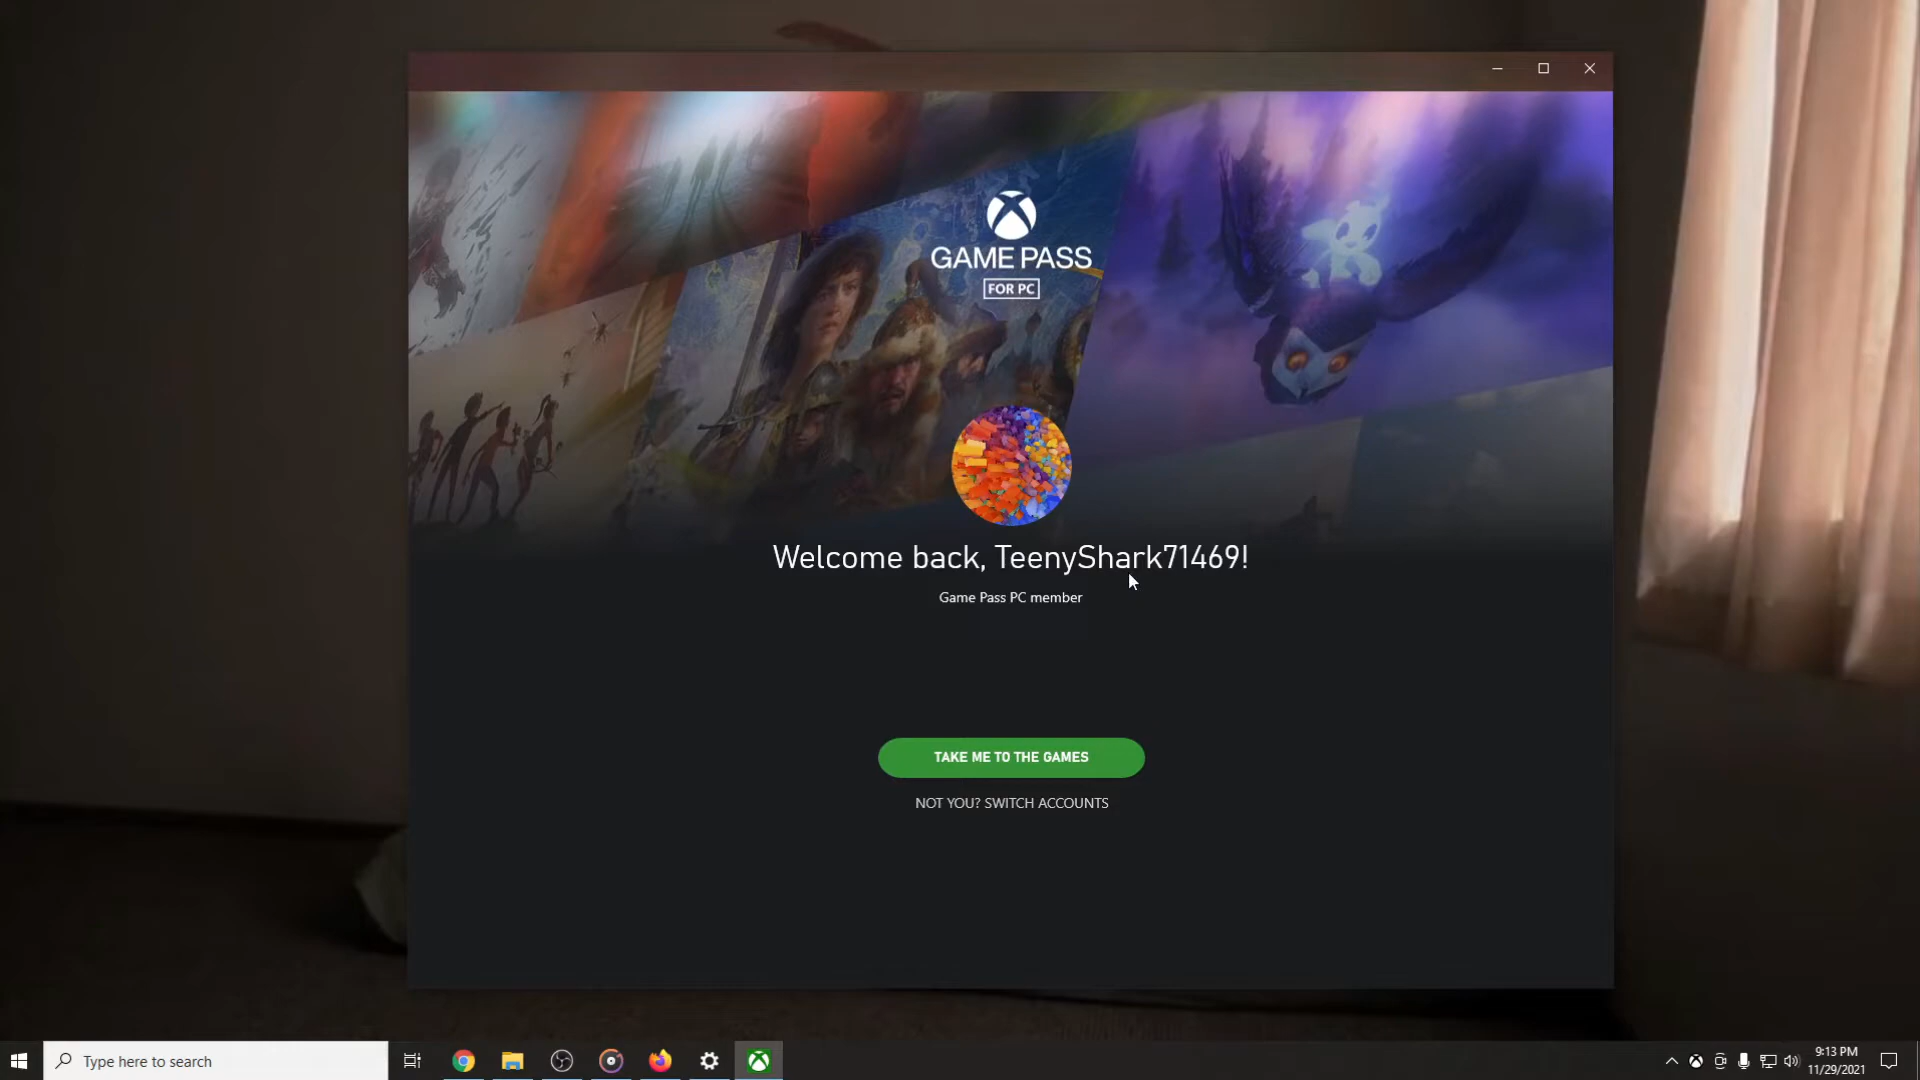 GAME PASS
FOR PC
Welcome back, TeenyShark71469!
Game Pass PC member
TAKE ME TO THE GAMES
NOT YOU? SWITCH ACCOUNTS
Type here to search
9:13 PM
11/29/2021